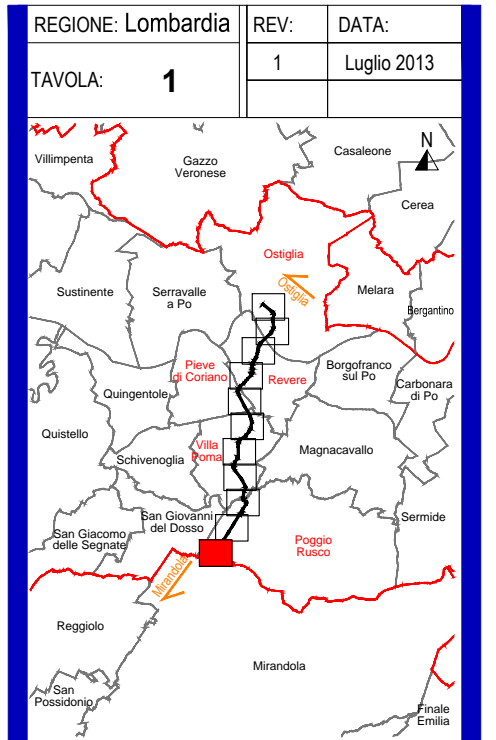 REGIONE: Lombardia
REV:
DATA:
TAVOLA:
1
1
Luglio 2013
N
Villimpenta
Gazzo
Veronese
Casaleone
Cerea
Ostiglia
Ostiglia
Sustinente
Serravalle
a Po
Melara
Bergantino
Pieve
di Coriano
Revere
Borgofranco
sul Po
Carbonara
di Po
Quingentole
Quistello
Villa
Poma
Schivenoglia
Magnacavallo
San Giovanni
del Dosso
Sermide
San Giacomo
delle Segnate
Poggio
Rusco
Mirandola
Reggiolo
Mirandola
San
Possidonio
Finale
Emilia